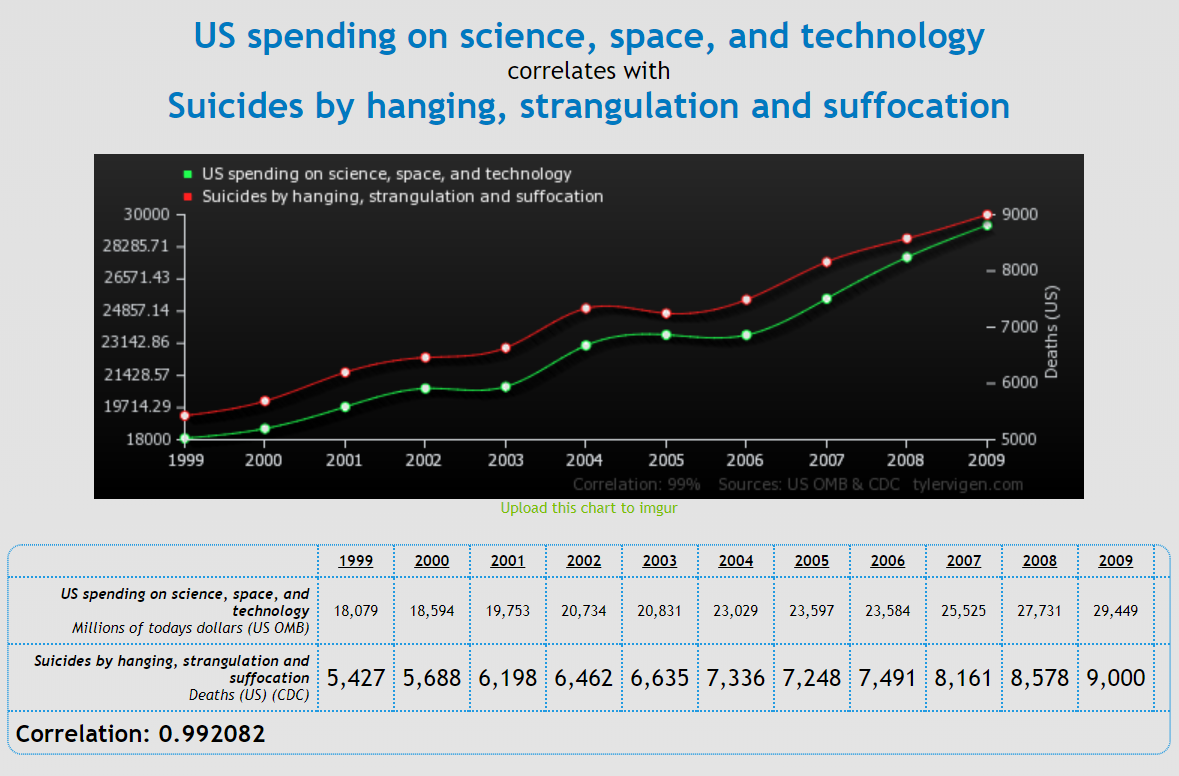 US spending on science, space, and technology
correlates with
Suicides by hanging, strangulation and suffocation
US spending on science, space, and technology
Suicides by hanging, strangulation and suffocation
30000
28285.71
26571.43
24857.14
23142.86
21428.57
19714.29
18000
9000
8000
7000
6000
5000
Deaths (US)
1999 2000 2001 2002 2003 2004 2005 2006 2007 2008 2009
Correlation: 99% Sources: US OMB & CDC tylervigen.com
Upload this chart to imgur
1999 2000 2001 2002 2003 2004 2005 2006 2007 2008 2009
US spending on science, space, and
technology
Millions of todays dollars (US OMB)
18,079 18,594 19,753 20,734 20,831 23,029 23,597 23,584 25,525 27,731 29,449
Suicides by hanging, strangulation and
suffocation
Deaths (US) (CDC)
5,427 5,688 6,198 6,462 6,635 7,336 7,248 7,491 8,161 8,578 9,000
Correlation: 0.992082